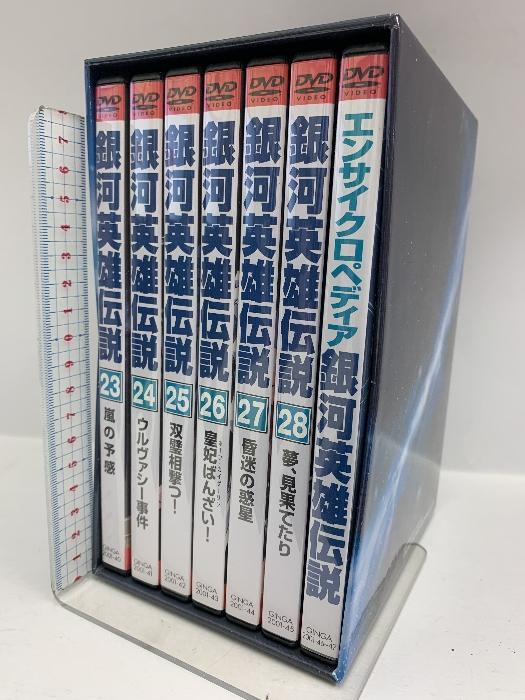 DVD
VIDEO
銀河英雄伝説
23
嵐の予感
GINGA
2001-40
DVD
VIDEO
銀河英雄伝説
24
ウルヴァシー事件
GINGA
2001-41
DVD
VIDEO
銀河英雄伝説
25
双璧相撃つ!
GINGA
2001-42
DVD
VIDEO
銀河英雄伝説
26
皇妃ばんざい!
GINGA
2001-43
DVD
VIDEO
銀河英雄伝説
27
昏迷の惑星
GINGA
2001-44
DVD
VIDEO
銀河英雄伝説
28
夢、見果てたり
GINGA
2001-45
DVD
VIDEO
エンサイクロペディア
銀河英雄伝説
GINGA
2001-46-47